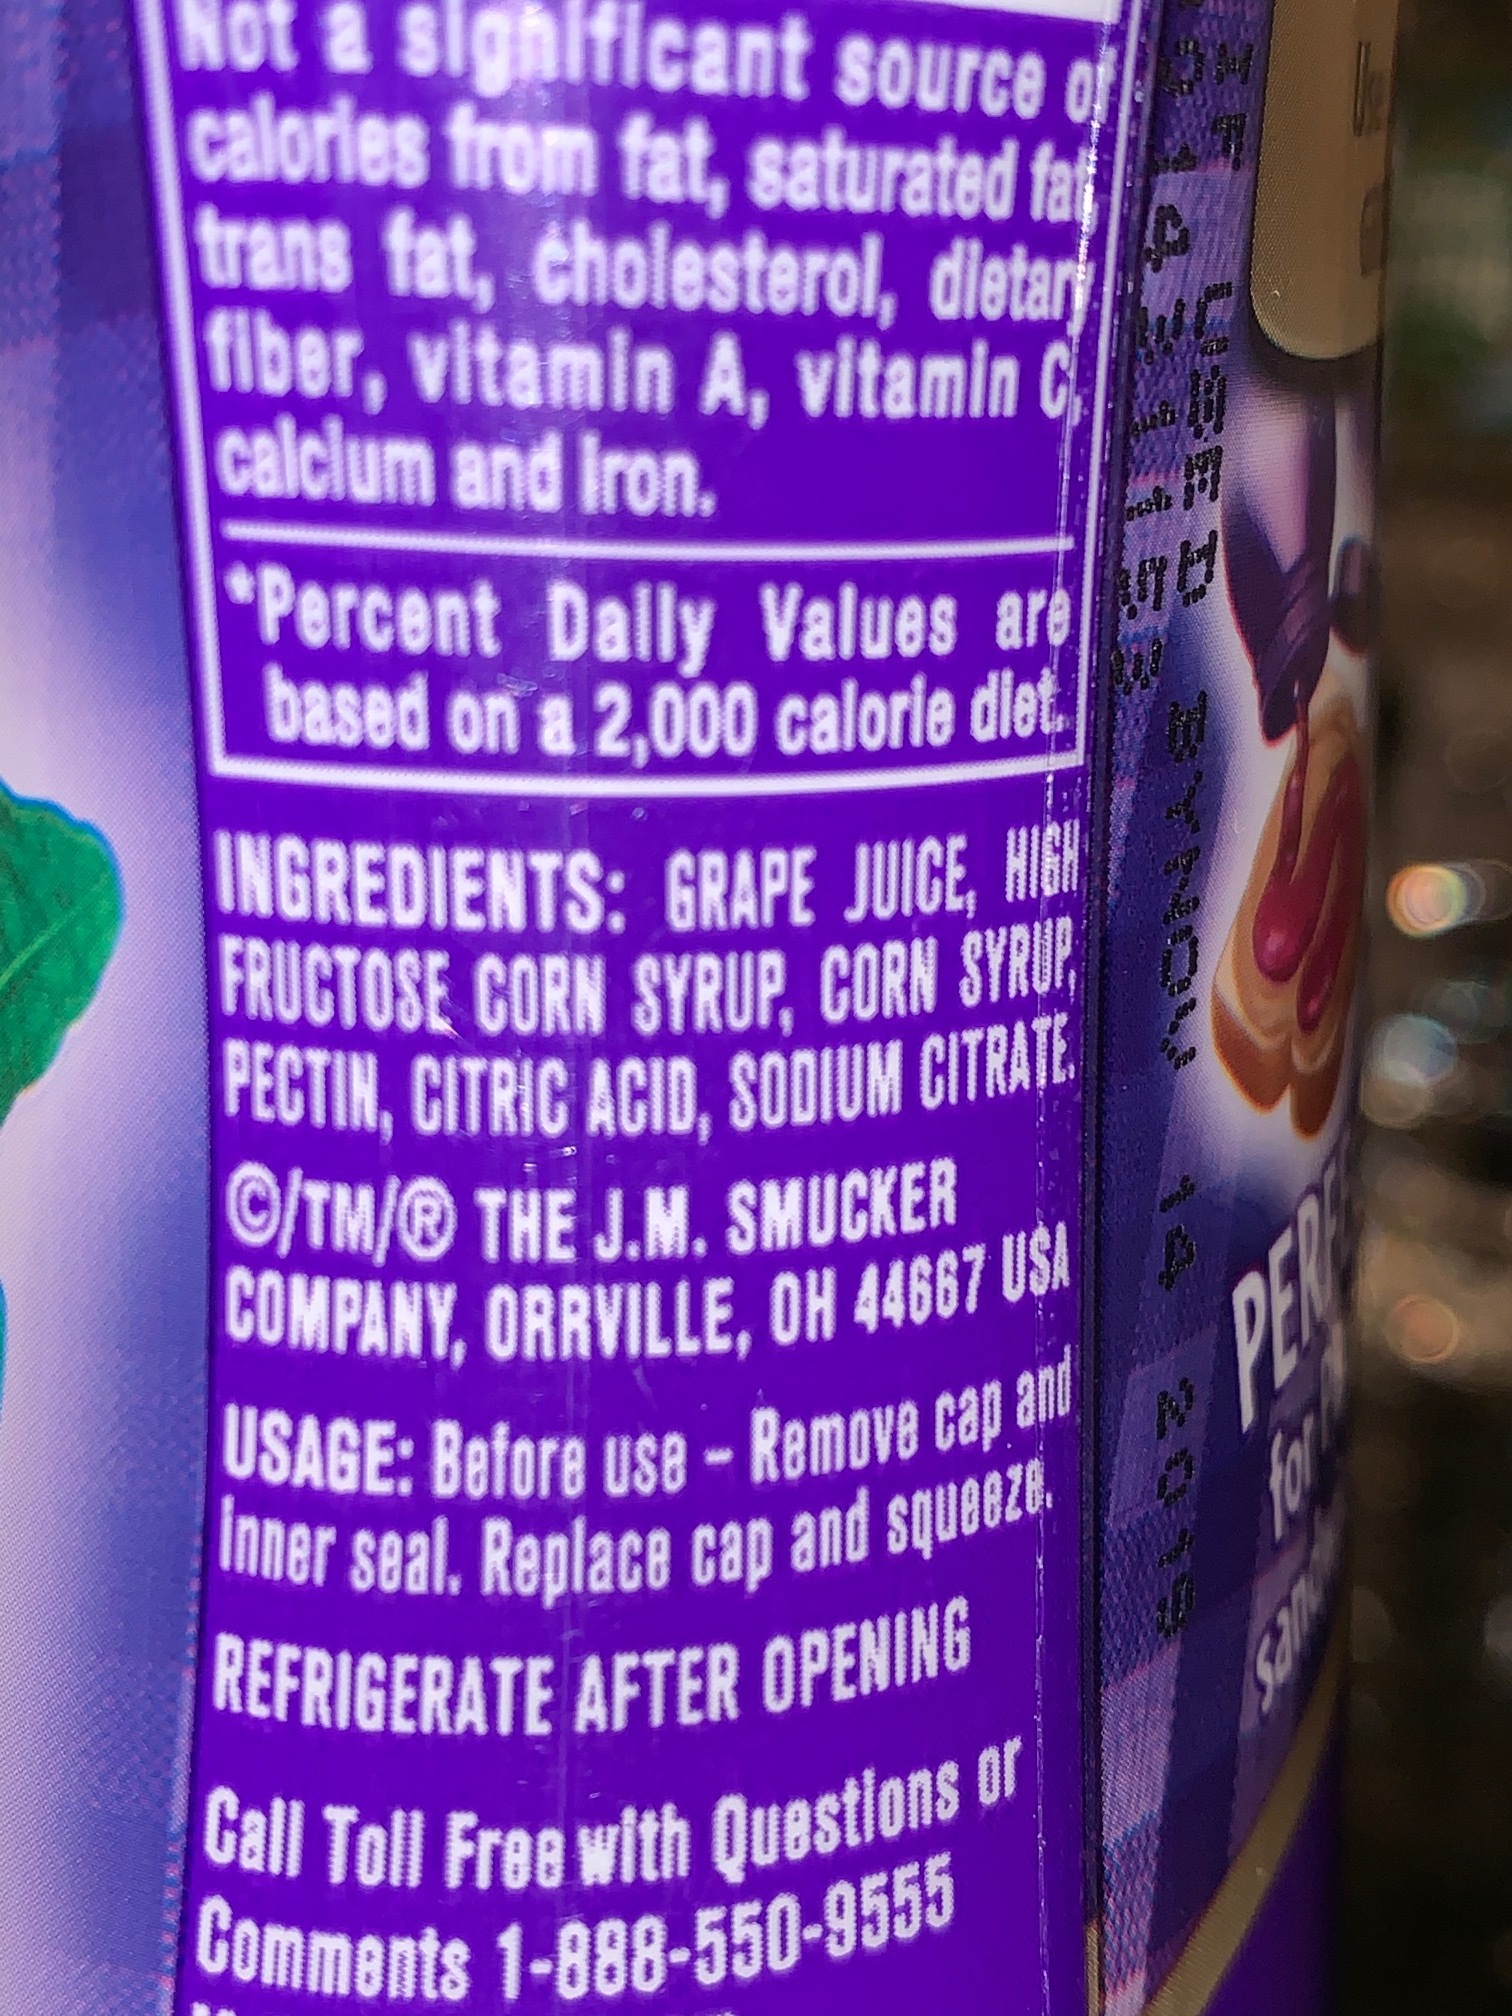 Not a significant source of
calories from fat, saturated fat,
trans fat, cholesterol, dietary
fiber, vitamin A, vitamin C,
calcium and iron.
*Percent Daily Values are
based on a 2,000 calorie diet.
INGREDIENTS: GRAPE JUICE, HIGH
FRUCTOSE CORN SYRUP, CORN SYRUP,
PECTIN, CITRIC ACID, SODIUM CITRATE.
©/TM/® THE J.M. SMUCKER
COMPANY, ORRVILLE, OH 44667 USA
USAGE: Before use – Remove cap and
inner seal. Replace cap and squeeze.
REFRIGERATE AFTER OPENING
Call Toll Free with Questions or
Comments 1-888-550-9555
for